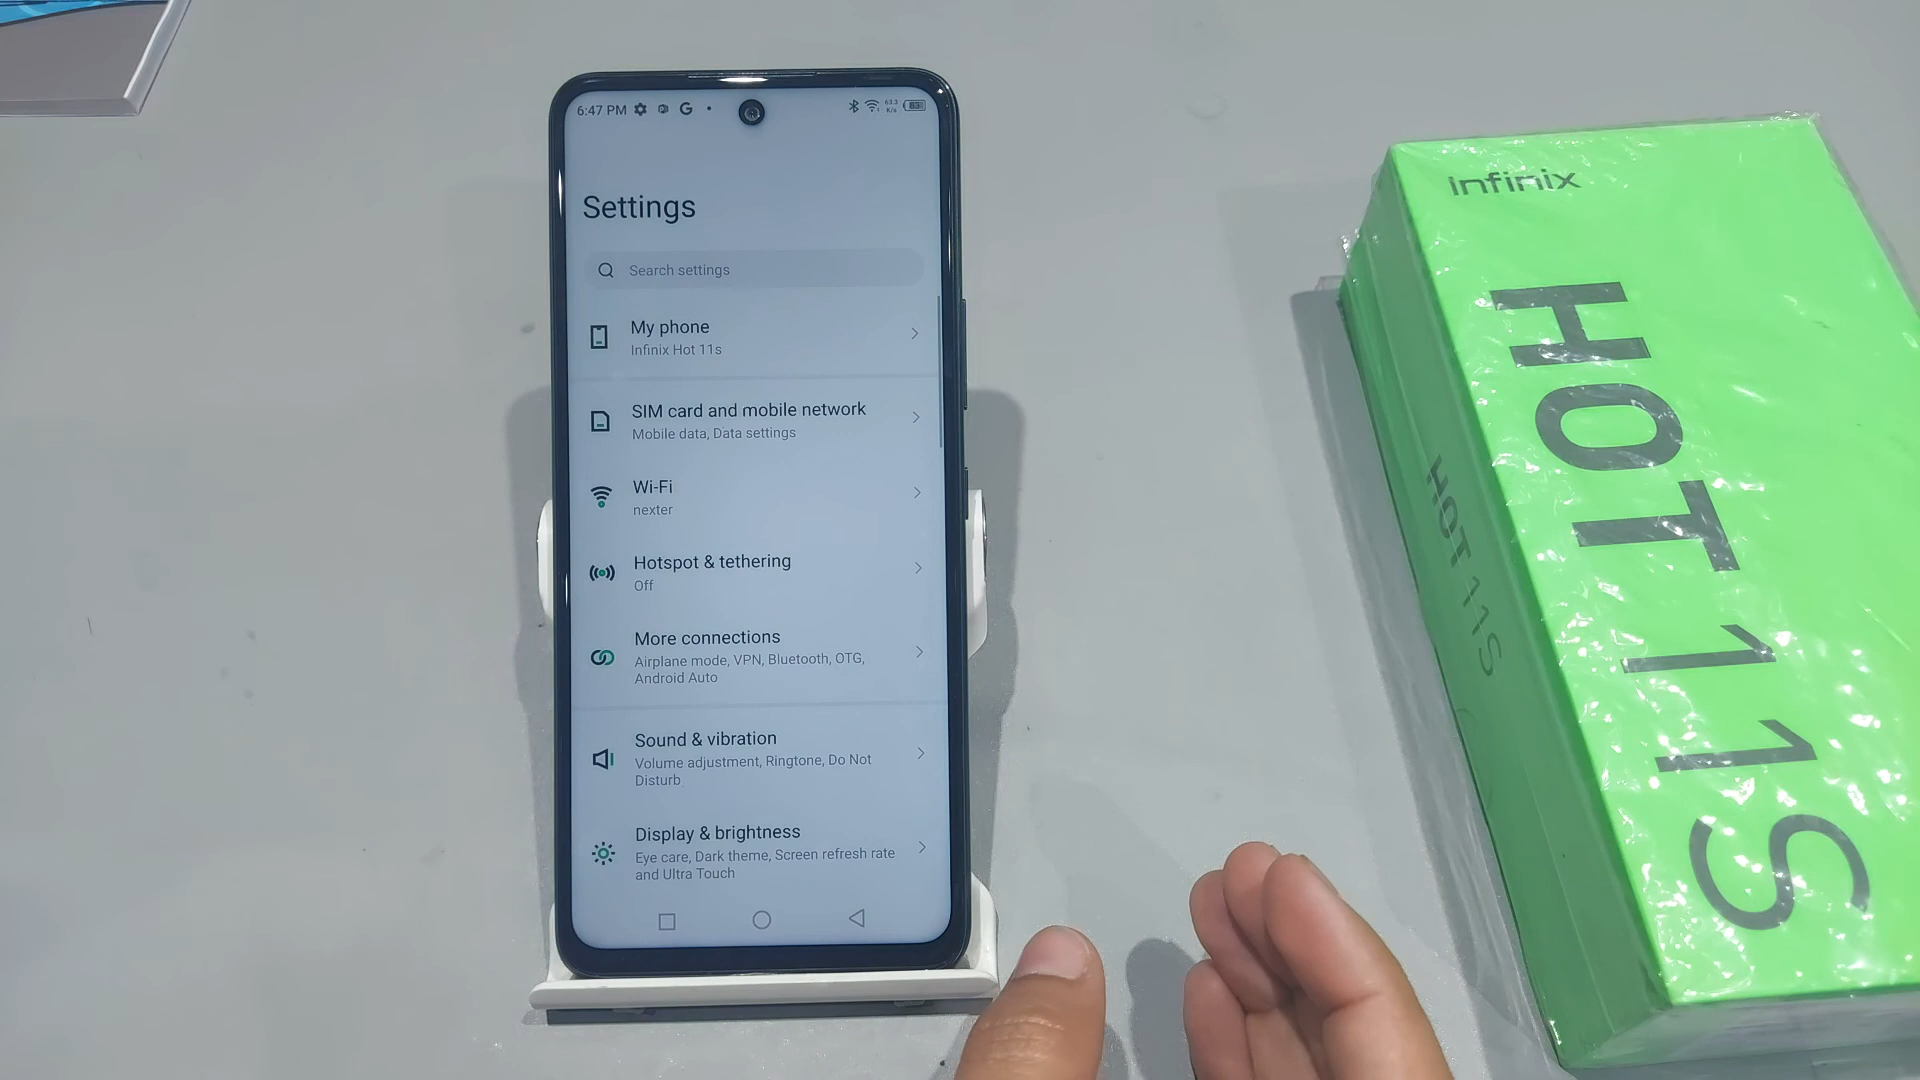 6:47 PM
63.3
K/s
83
Settings
Search settings
My phone
Infinix Hot 11s
SIM card and mobile network
Mobile data, Data settings
Wi-Fi
nexter
Hotspot & tethering
Off
More connections
Airplane mode, VPN, Bluetooth, OTG,
Android Auto
Sound & vibration
Volume adjustment, Ringtone, Do Not
Disturb
Display & brightness
Eye care, Dark theme, Screen refresh rate
and Ultra Touch
Infinix
HOT 11S
HOT 11S